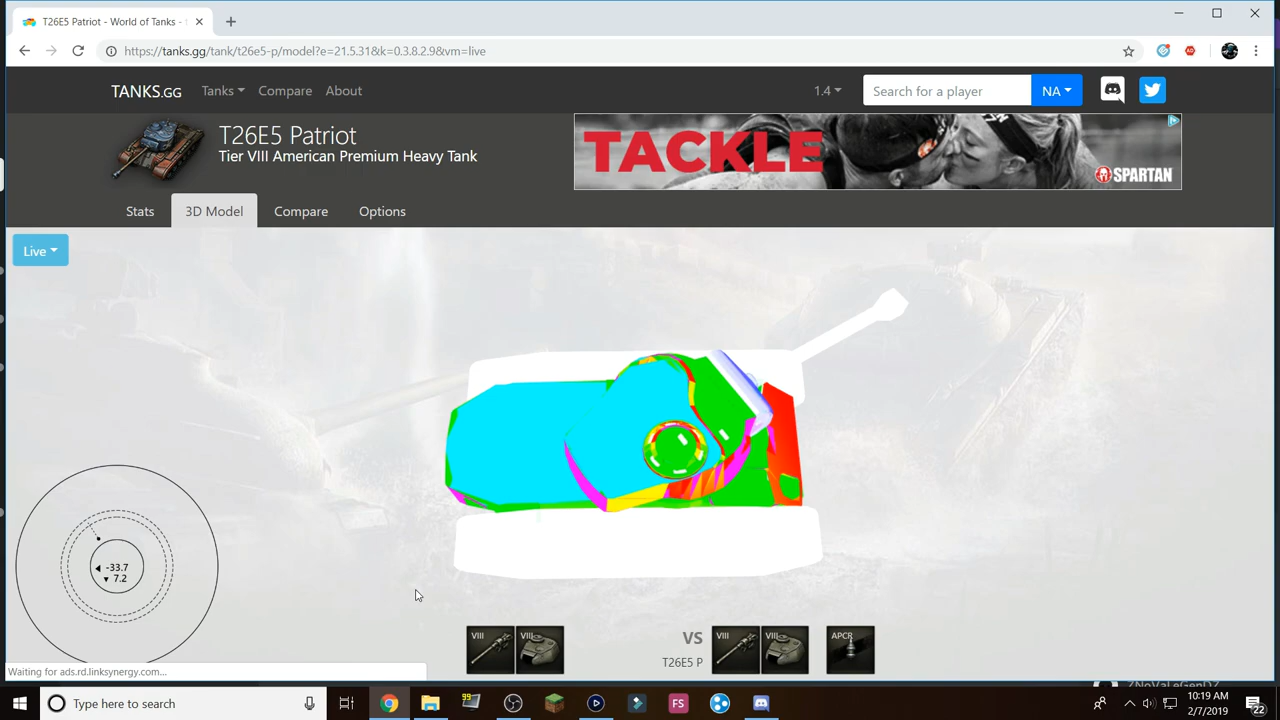 T26E5 Patriot - World of Tanks - t
https://tanks.gg/tank/t26e5-p/model?e=21.5.31&k=0.3.8.2.9&vm=live
TANKS.GG
Tanks
Compare
About
1.4
Search for a player
NA
T26E5 Patriot
Tier VIII American Premium Heavy Tank
TACKLE
SPARTAN
Stats
3D Model
Compare
Options
Live
-33.7
7.2
VIII
VIII
VS
T26E5 P
VIII
VIII
APCR
Waiting for ads.rd.linksynergy.com...
ZNoVaLeGenDZ
Type here to search
99
FS
10:19 AM
2/7/2019
22